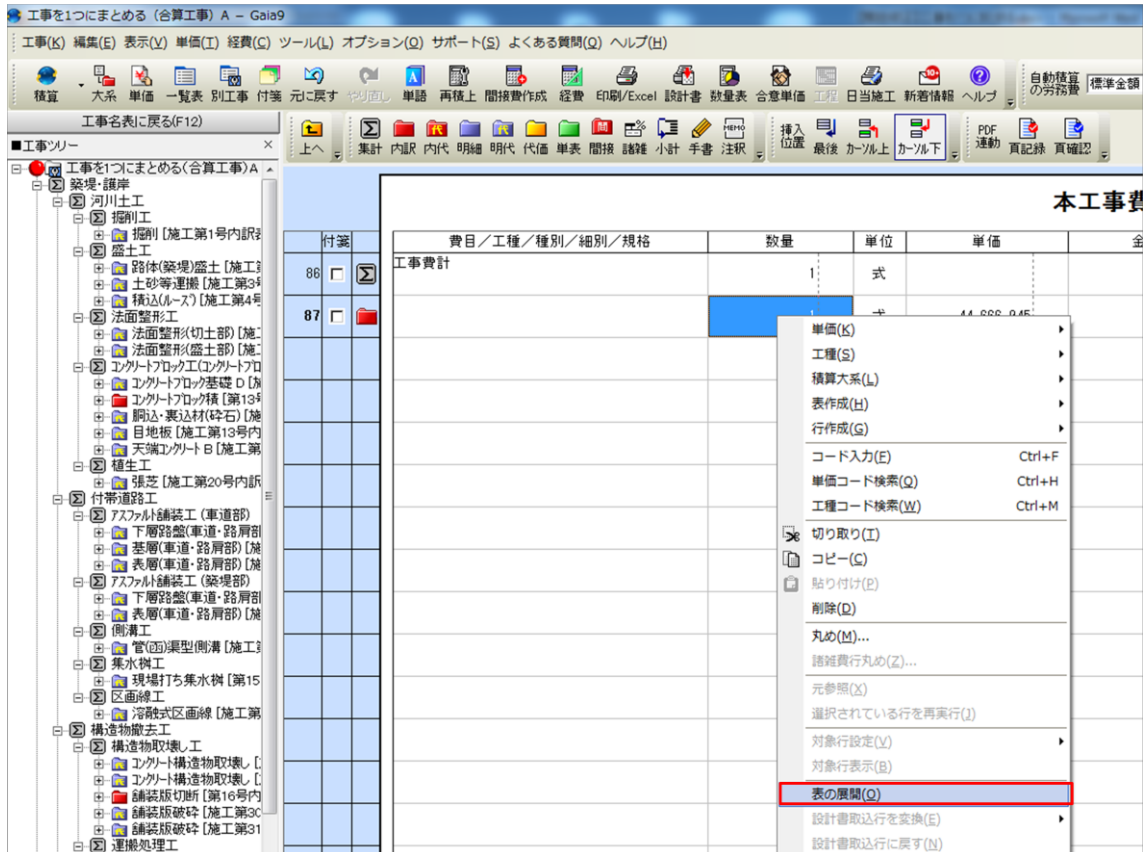 工事を1つにまとめる（合算工事）A － Gaia9
工事(K) 編集(E) 表示(V) 単価(T) 経費(C) ツール(L) オプション(O) サポート(S) よくある質問(Q) ヘルプ(H)
積算 大系 単価 一覧表 別工事 付箋 元に戻す やり直し 単語 再積上 間接費作成 経費 印刷/Excel 設計書 数量表 合意単価 工程 日当施工 新着情報 ヘルプ 自動積算の労務費 標準金額
工事名表に戻る(F12)
上へ 集計 内訳 内代 明細 明代 代価 単表 間接 諸雑 小計 手書 注釈 挿入位置 最後 カーソル上 カーソル下 PDF連動 頁記録 頁確認
■工事ツリー ×
工事を1つにまとめる（合算工事）A
築堤・護岸
河川土工
掘削工
掘削 [施工第1号内訳
盛土工
路体(築堤)盛土 [施工
土砂等運搬 [施工第3号
積込(ルーズ) [施工第4号
法面整形工
法面整形(切土部) [施工
法面整形(盛土部) [施工
コンクリートブロック工(コンクリートブロ
コンクリートブロック基礎 D [施
コンクリートブロック積 [第13号
胴込・裏込材(砕石) [施
目地板 [施工第13号内
天端コンクリート B [施工第
植生工
張芝 [施工第20号内訳
付帯道路工
アスファルト舗装工 (車道部)
下層路盤(車道・路肩部
基層(車道・路肩部) [施
表層(車道・路肩部) [施
アスファルト舗装工 (築堤部)
下層路盤(車道・路肩部
表層(車道・路肩部) [施
側溝工
管(函)渠型側溝 [施工
集水桝工
現場打ち集水桝 [第15
区画線工
溶融式区画線 [施工第
構造物撤去工
構造物取壊し工
コンクリート構造物取壊し [
コンクリート構造物取壊し [
舗装版切断 [第16号内
舗装版破砕 [施工第30
舗装版破砕 [施工第31
運搬処理工
本工事費
付箋 費目／工種／種別／細別／規格 数量 単位 単価 金
86 工事費計 1 式
87 1 式 44,666,945
単価(K)
工種(S)
積算大系(L)
表作成(H)
行作成(G)
コード入力(F) Ctrl+F
単価コード検索(Q) Ctrl+H
工種コード検索(W) Ctrl+M
切り取り(T)
コピー(C)
貼り付け(P)
削除(D)
丸め(M)...
諸雑費行丸め(Z)...
元参照(X)
選択されている行を再実行(J)
対象行設定(V)
対象行表示(B)
表の展開(O)
設計書取込行を変換(E)
設計書取込行に戻す(N)